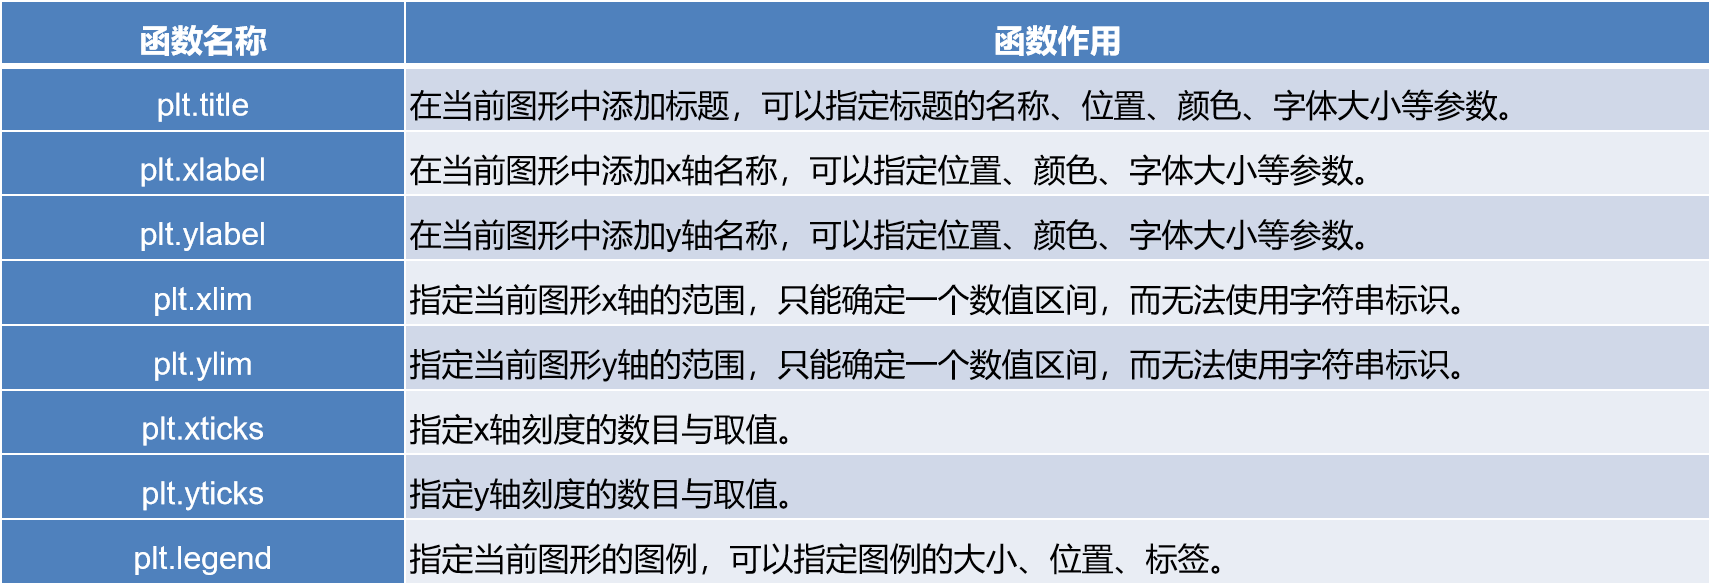 函数名称 函数作用
plt.title 在当前图形中添加标题，可以指定标题的名称、位置、颜色、字体大小等参数。
plt.xlabel 在当前图形中添加x轴名称，可以指定位置、颜色、字体大小等参数。
plt.ylabel 在当前图形中添加y轴名称，可以指定位置、颜色、字体大小等参数。
plt.xlim 指定当前图形x轴的范围，只能确定一个数值区间，而无法使用字符串标识。
plt.ylim 指定当前图形y轴的范围，只能确定一个数值区间，而无法使用字符串标识。
plt.xticks 指定x轴刻度的数目与取值。
plt.yticks 指定y轴刻度的数目与取值。
plt.legend 指定当前图形的图例，可以指定图例的大小、位置、标签。